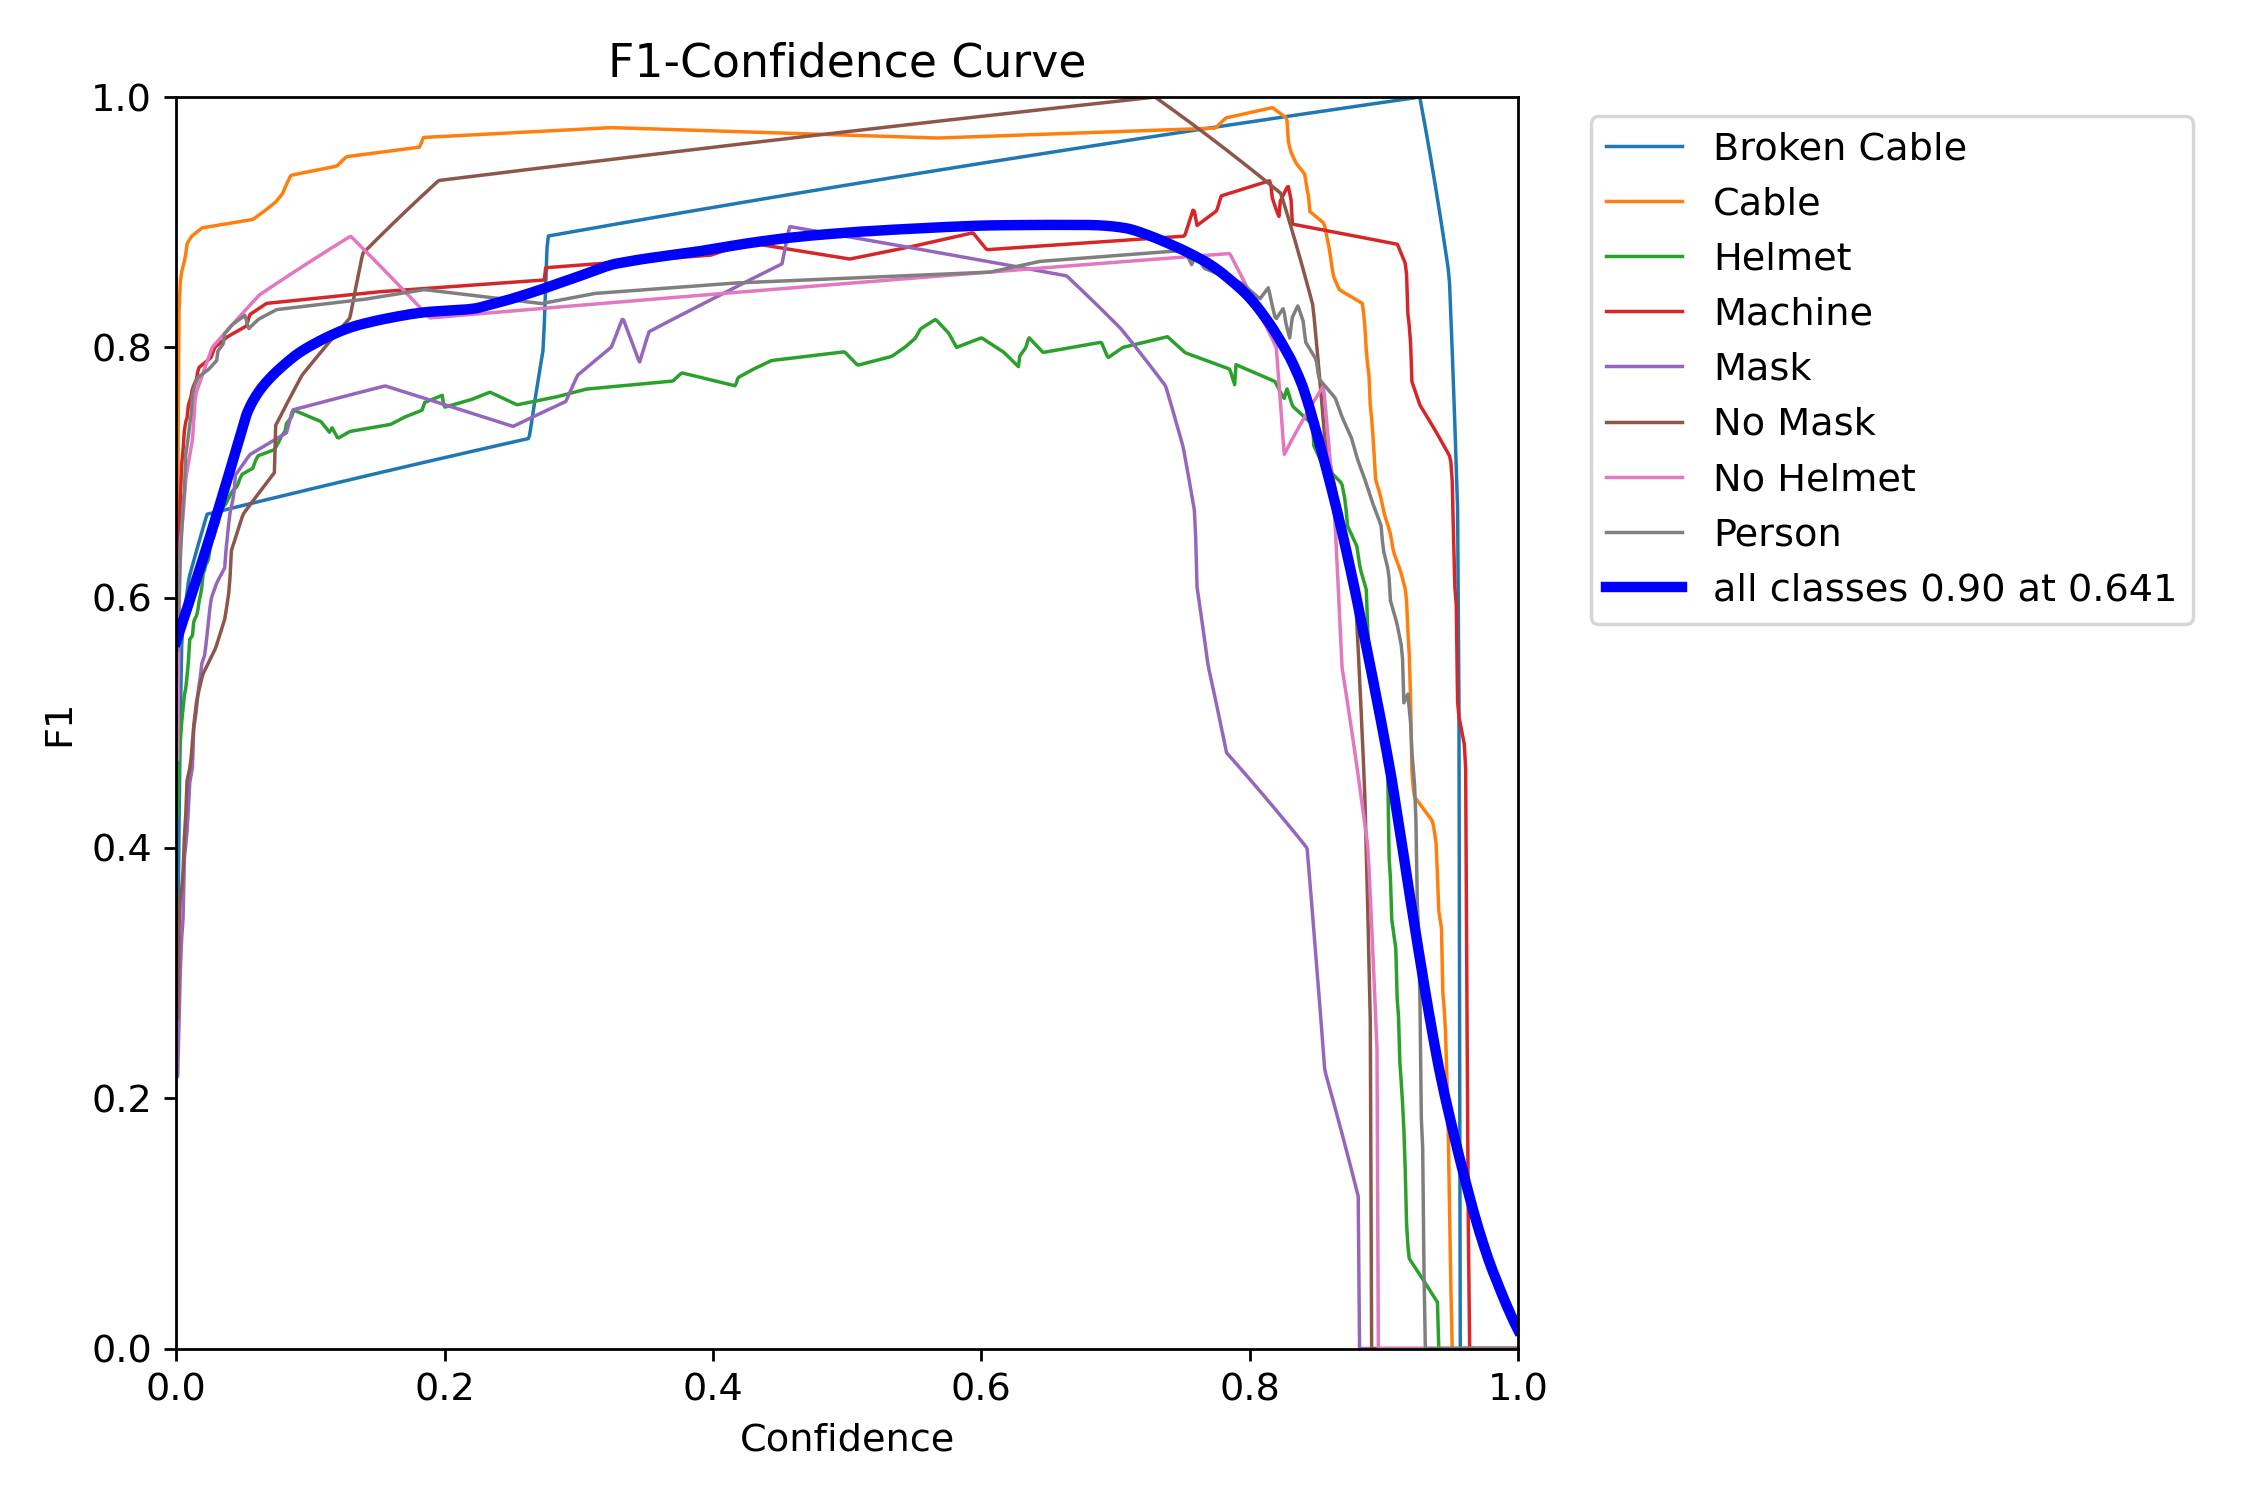 F1-Confidence Curve
1.0
0.8
0.6
0.4
0.2
0.0
F1
0.0 0.2 0.4 0.6 0.8 1.0
Confidence
Broken Cable
Cable
Helmet
Machine
Mask
No Mask
No Helmet
Person
all classes 0.90 at 0.641